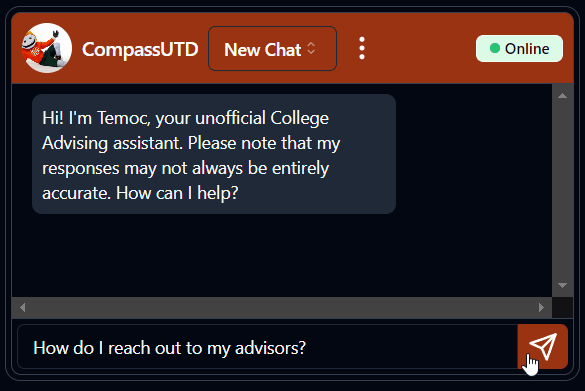 CompassUTD
New Chat
Online
Hi! I'm Temoc, your unofficial College
Advising assistant. Please note that my
responses may not always be entirely
accurate. How can I help?
How do I reach out to my advisors?